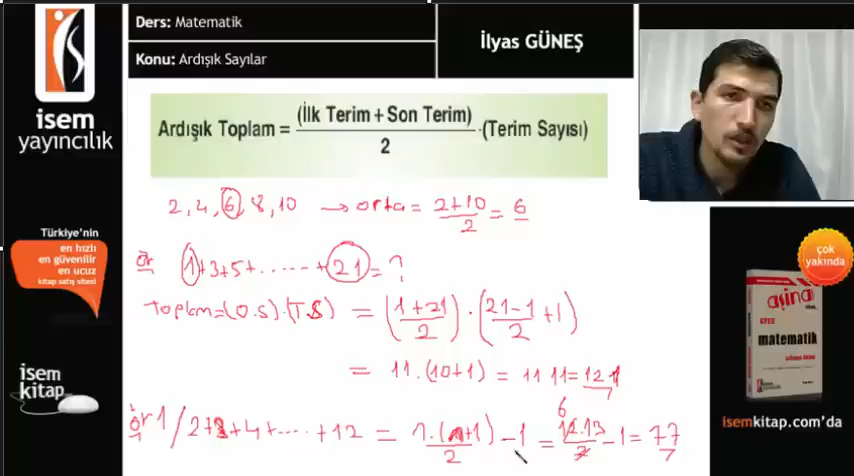 Ders: Matematik
Konu: Ardışık Sayılar
İlyas GÜNEŞ
isem
yayıncılık
Ardışık Toplam = (İlk Terim + Son Terim) / 2 · (Terim Sayısı)
2, 4, 6, 8, 10 → orta = 2+10 / 2 = 6
Türkiye'nin
en hızlı
en güvenilir
en ucuz
kitap satış sitesi
ör 1+3+5+......+21 = ?
Toplam = (O.S).(T.S) = (1+21 / 2) · (21-1 / 2 + 1)
= 11.(10+1) = 11 11 = 121
isem
kitap
ör 1 / 2+3+4+......+12 = n.(n+1) / 2 - 1 = 12.13 / 2 - 1 = 77
6
çok
yakında
matematik
isemkitap.com'da